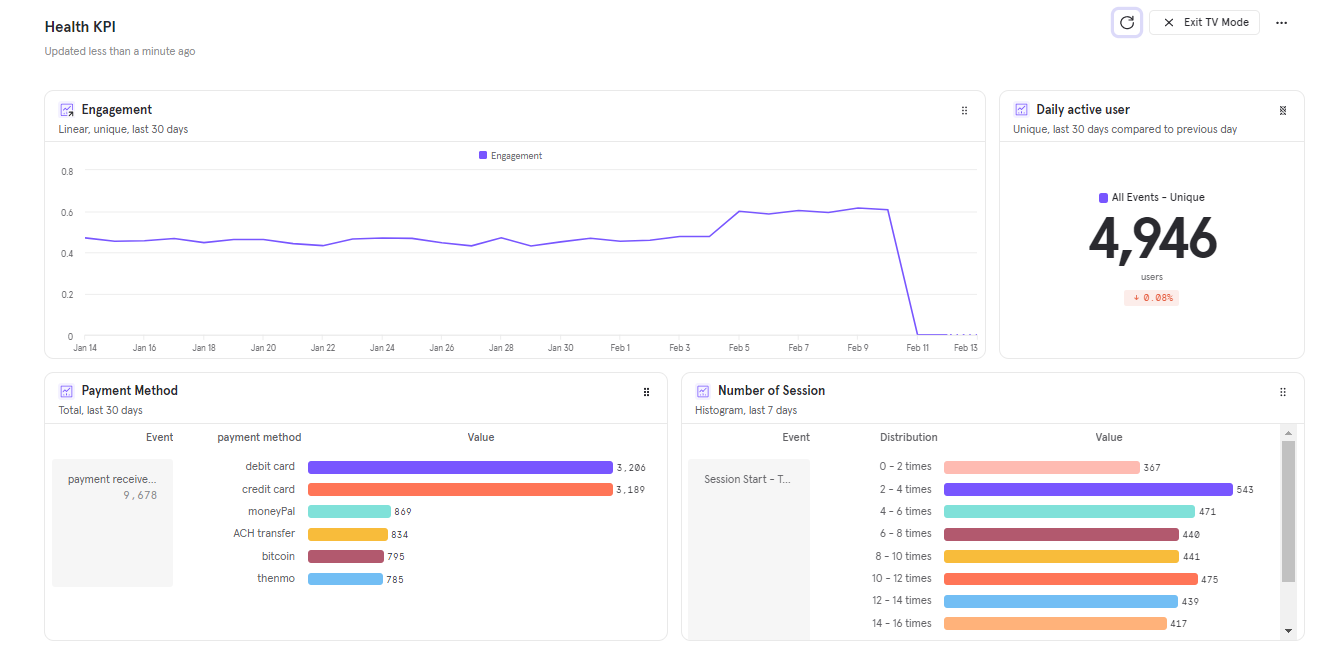 Health KPI
Updated less than a minute ago
Exit TV Mode
Engagement
Linear, unique, last 30 days
Engagement
0.8
0.6
0.4
0.2
0
Jan 14 Jan 16 Jan 18 Jan 20 Jan 22 Jan 24 Jan 26 Jan 28 Jan 30 Feb 1 Feb 3 Feb 5 Feb 7 Feb 9 Feb 11 Feb 13
Daily active user
Unique, last 30 days compared to previous day
All Events - Unique
4,946
users
↓ 0.08%
Payment Method
Total, last 30 days
Event payment method Value
payment receive...
9,678
debit card 3,206
credit card 3,189
moneyPal 869
ACH transfer 834
bitcoin 795
thenmo 785
Number of Session
Histogram, last 7 days
Event Distribution Value
Session Start - T...
0 - 2 times 367
2 - 4 times 543
4 - 6 times 471
6 - 8 times 440
8 - 10 times 441
10 - 12 times 475
12 - 14 times 439
14 - 16 times 417